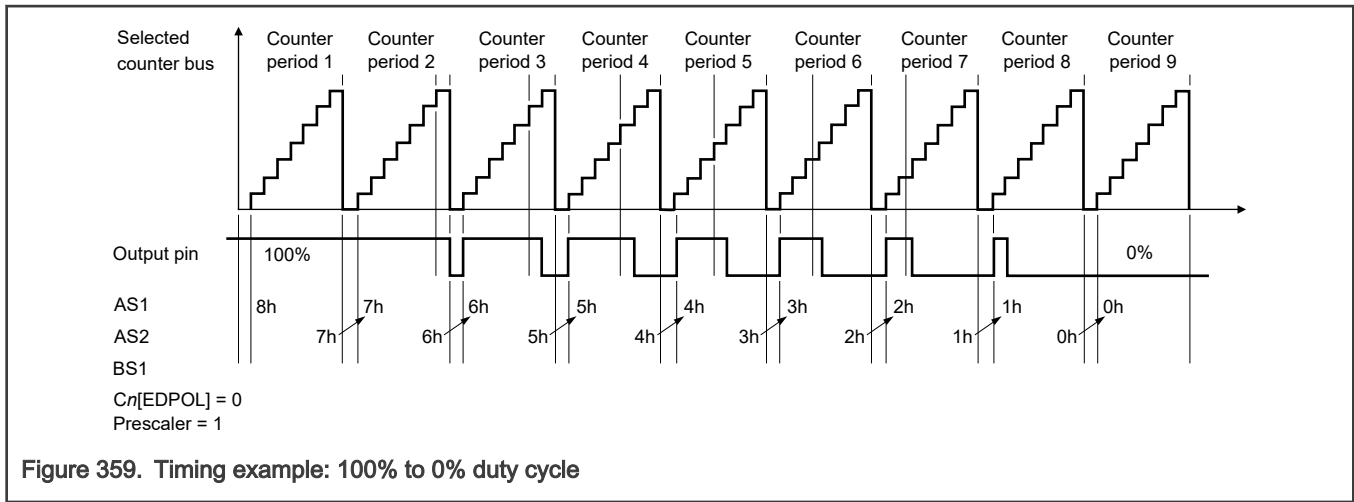 Selected counter bus
Counter period 1
Counter period 2
Counter period 3
Counter period 4
Counter period 5
Counter period 6
Counter period 7
Counter period 8
Counter period 9
Output pin
100%
0%
AS1
8h 7h 6h 5h 4h 3h 2h 1h 0h
AS2
7h 6h 5h 4h 3h 2h 1h 0h
BS1
Cn[EDPOL] = 0
Prescaler = 1
Figure 359. Timing example: 100% to 0% duty cycle